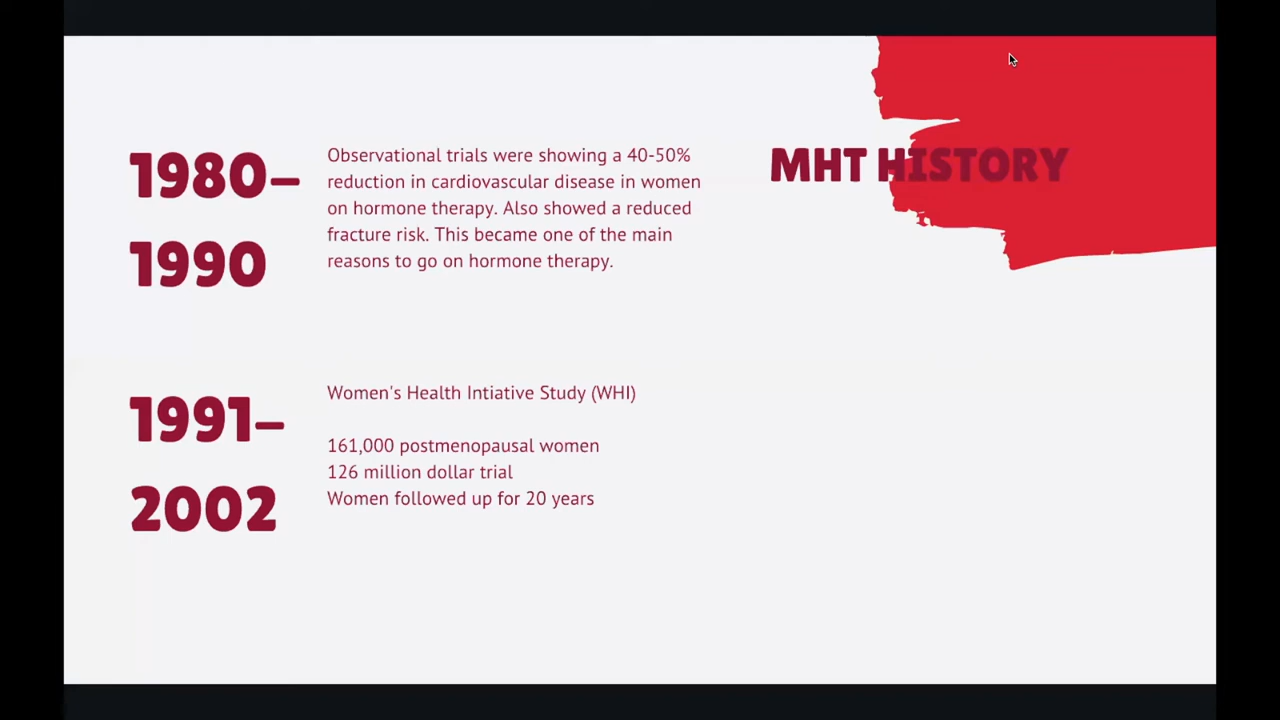 MHT HISTORY
1980–
1990
Observational trials were showing a 40-50%
reduction in cardiovascular disease in women
on hormone therapy. Also showed a reduced
fracture risk. This became one of the main
reasons to go on hormone therapy.
1991–
2002
Women's Health Intiative Study (WHI)
161,000 postmenopausal women
126 million dollar trial
Women followed up for 20 years